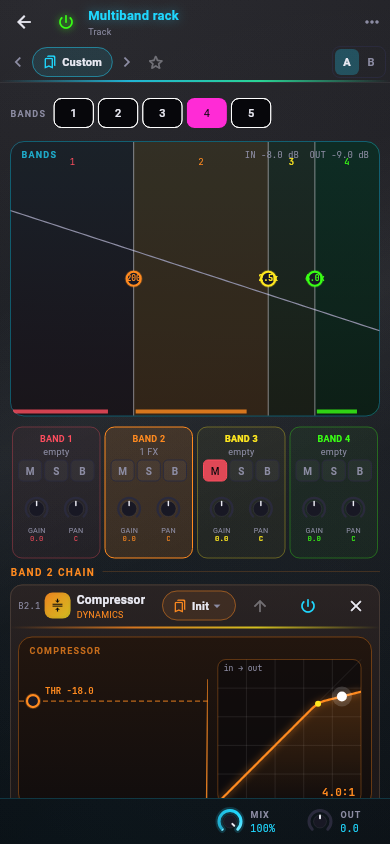 Multiband rack
Track
Custom
A B
BANDS 1 2 3 4 5
BANDS IN -8.0 dB OUT -9.0 dB
1 2 3 4
200
BAND 1 BAND 2 BAND 3 BAND 4
empty 1 FX empty empty
M S B M S B M S B M S B
GAIN PAN GAIN PAN GAIN PAN GAIN PAN
0.0 C 0.0 C 0.0 C 0.0 C
BAND 2 CHAIN
B2.1 Compressor Init
DYNAMICS
COMPRESSOR
in → out
THR -18.0
4.0:1
MIX OUT
100% 0.0